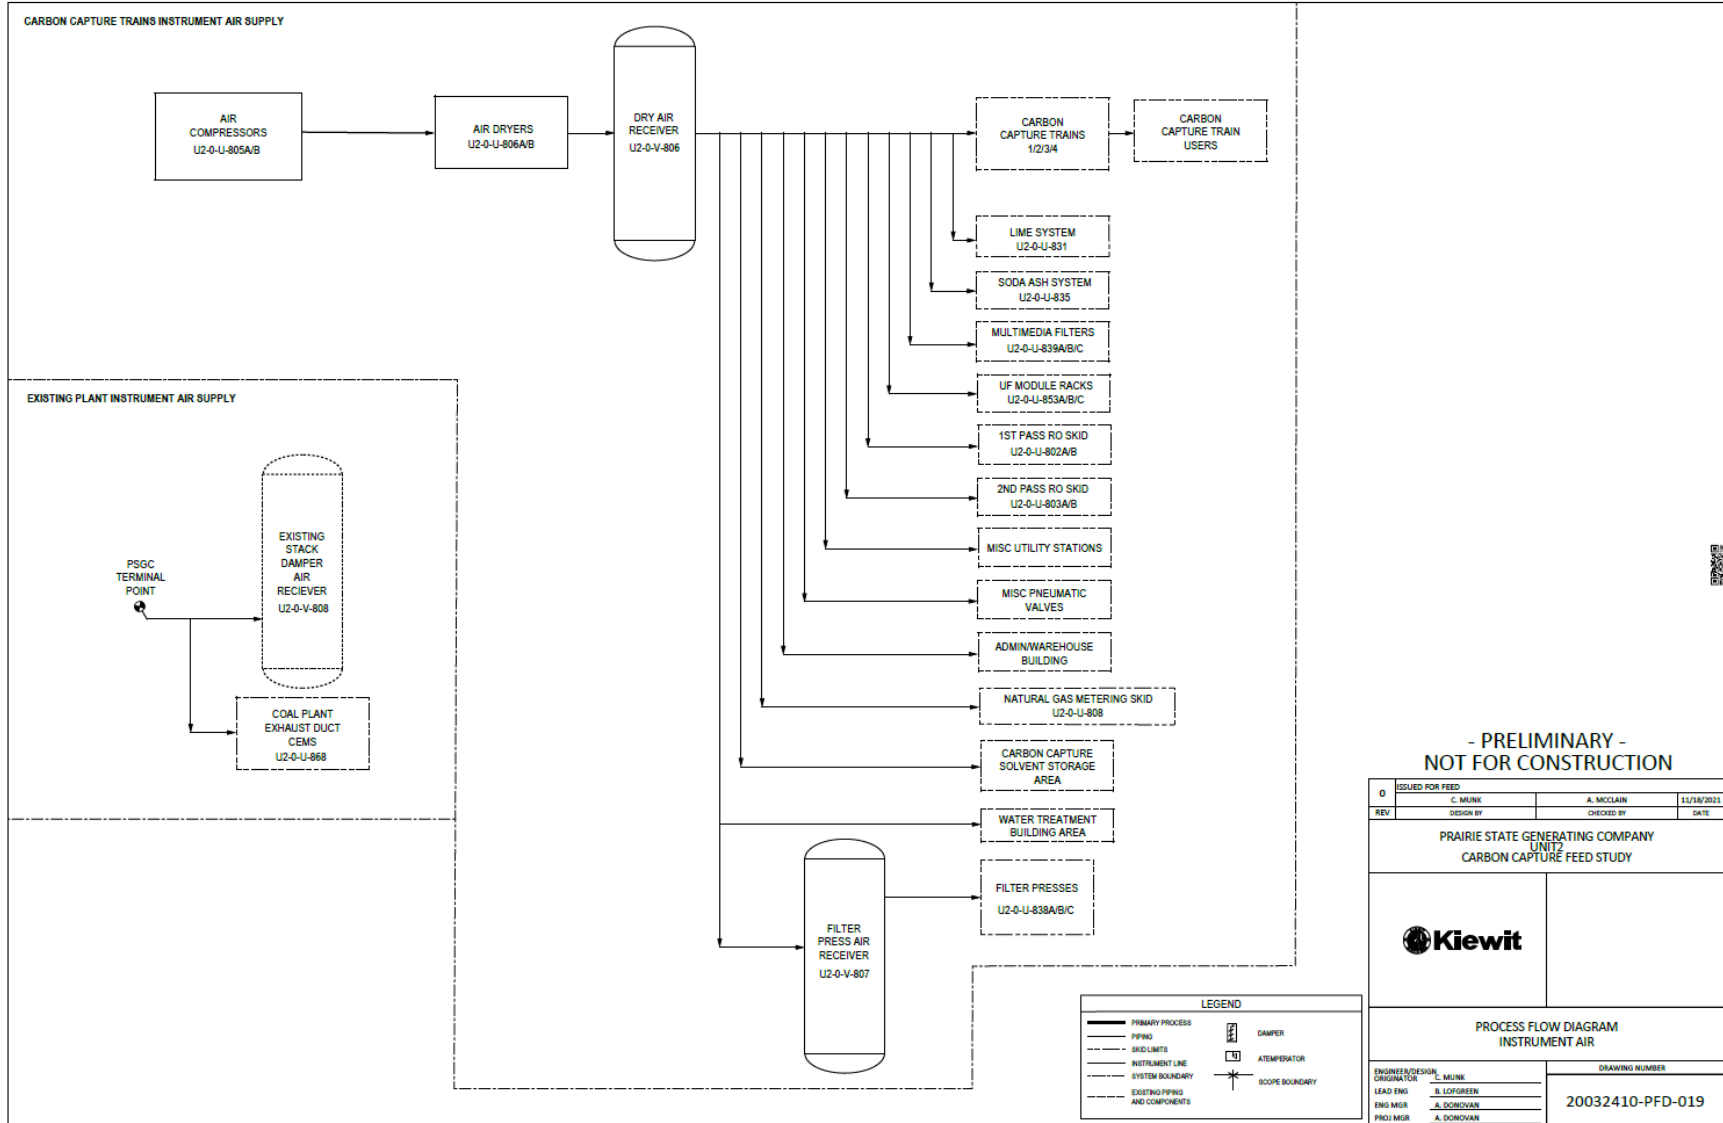 CARBON CAPTURE TRAINS INSTRUMENT AIR SUPPLY
AIR
COMPRESSORS
U2-0-U-805A/B
AIR DRYERS
U2-0-U-806A/B
DRY AIR
RECEIVER
U2-0-V-806
CARBON
CAPTURE TRAINS
1/2/3/4
CARBON
CAPTURE TRAIN
USERS
LIME SYSTEM
U2-0-U-831
SODA ASH SYSTEM
U2-0-U-835
MULTIMEDIA FILTERS
U2-0-U-839A/B/C
UF MODULE RACKS
U2-0-U-853A/B/C
1ST PASS RO SKID
U2-0-U-802A/B
2ND PASS RO SKID
U2-0-U-803A/B
MISC UTILITY STATIONS
MISC PNEUMATIC
VALVES
ADMIN/WAREHOUSE
BUILDING
NATURAL GAS METERING SKID
U2-0-U-808
CARBON CAPTURE
SOLVENT STORAGE
AREA
WATER TREATMENT
BUILDING AREA
FILTER PRESSES
U2-0-U-838A/B/C
FILTER
PRESS AIR
RECEIVER
U2-0-V-807
EXISTING PLANT INSTRUMENT AIR SUPPLY
PSGC
TERMINAL
POINT
EXISTING
STACK
DAMPER
AIR
RECIEVER
U2-0-V-808
COAL PLANT
EXHAUST DUCT
CEMS
U2-0-U-868
LEGEND
PRIMARY PROCESS
PIPING
SKID LIMITS
INSTRUMENT LINE
SYSTEM BOUNDARY
EXISTING PIPING
AND COMPONENTS
DAMPER
ATEMPERATOR
SCOPE BOUNDARY
- PRELIMINARY -
NOT FOR CONSTRUCTION
0 ISSUED FOR FEED
C. MUNK A. MCCLAIN 11/18/2021
REV DESIGN BY CHECKED BY DATE
PRAIRIE STATE GENERATING COMPANY
UNIT2
CARBON CAPTURE FEED STUDY
Kiewit
PROCESS FLOW DIAGRAM
INSTRUMENT AIR
ENGINEER/DESIGN
ORIGINATOR C. MUNK
LEAD ENG B. LOFGREEN
ENG MGR A. DONOVAN
PROJ MGR A. DONOVAN
DRAWING NUMBER
20032410-PFD-019